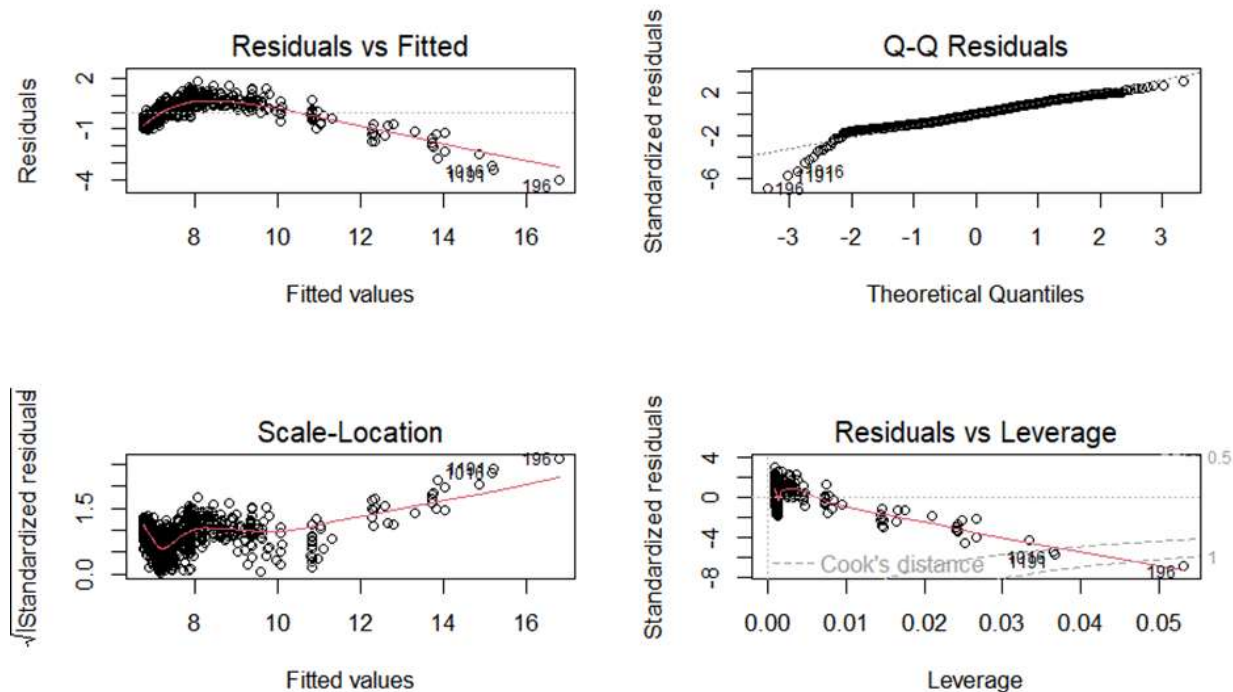 Residuals vs Fitted
Residuals
2
-1
-4
196
8 10 12 14 16
Fitted values
Q-Q Residuals
Standardized residuals
2
-2
-6
196
-3 -2 -1 0 1 2 3
Theoretical Quantiles
Scale-Location
√|Standardized residuals|
1.5
0.0
196
8 10 12 14 16
Fitted values
Residuals vs Leverage
Standardized residuals
4
0
-4
-8
Cook's distance
196
0.5
1
0.00 0.01 0.02 0.03 0.04 0.05
Leverage